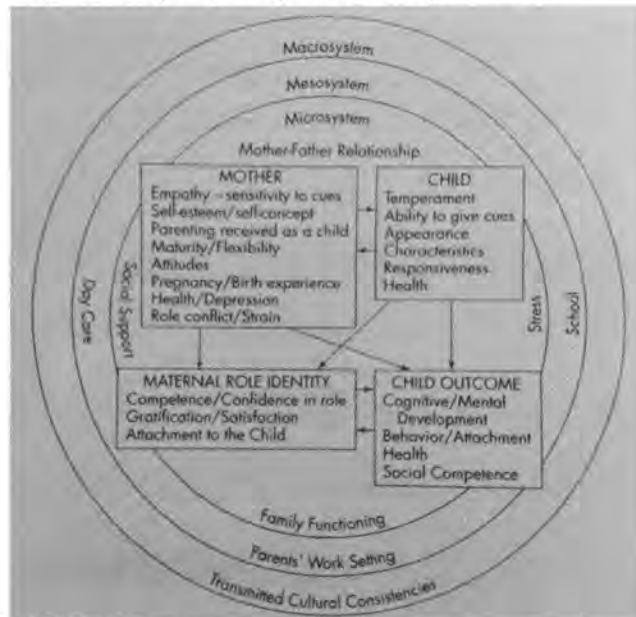 Macrosystem
Mesosystem
Microsystem
Mother-Father Relationship
MOTHER
Empathy – sensitivity to cues
Self-esteem/self-concept
Parenting received as a child
Maturity/Flexibility
Attitudes
Pregnancy/Birth experience
Health/Depression
Role conflict/Strain
CHILD
Temperament
Ability to give cues
Appearance
Characteristics
Responsiveness
Health
Day Care
Social Support
Stress
School
MATERNAL ROLE IDENTITY
Competence/Confidence in role
Gratification/Satisfaction
Attachment to the Child
CHILD OUTCOME
Cognitive/Mental
Development
Behavior/Attachment
Health
Social Competence
Family Functioning
Parents' Work Setting
Transmitted Cultural Consistencies